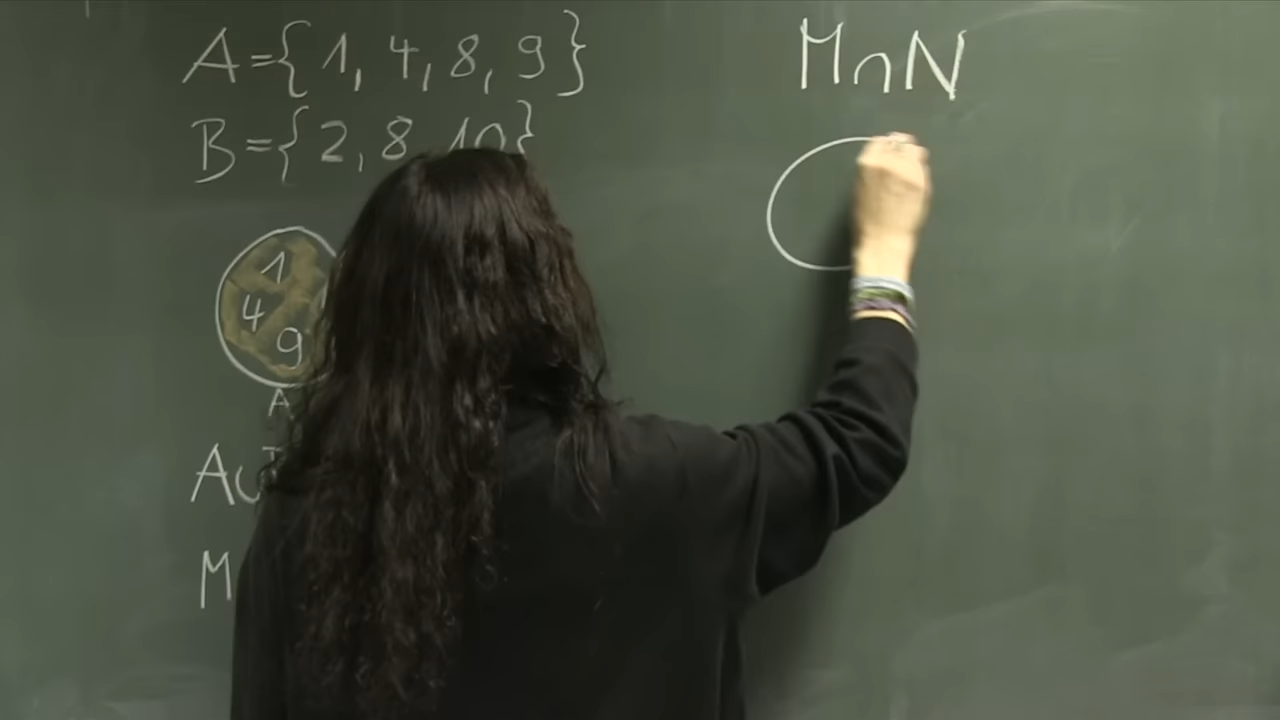 A={1, 4, 8, 9}
B={2, 8 10}
M∩N
1
4
9
A
A∪
M